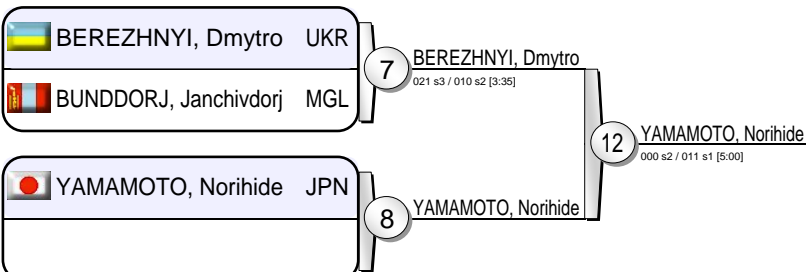 BEREZHNYI, Dmytro UKR
BUNDDORJ, Janchivdorj MGL
7
BEREZHNYI, Dmytro
021 s3 / 010 s2 [3:35]
12
YAMAMOTO, Norihide
000 s2 / 011 s1 [5:00]
YAMAMOTO, Norihide JPN
8
YAMAMOTO, Norihide